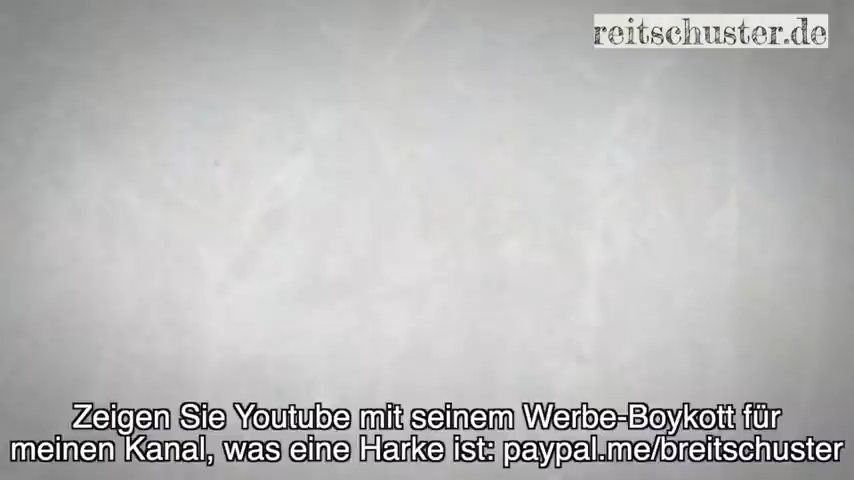 reitschuster.de
Zeigen Sie Youtube mit seinem Werbe-Boykott für
meinen Kanal, was eine Harke ist: paypal.me/breitschuster